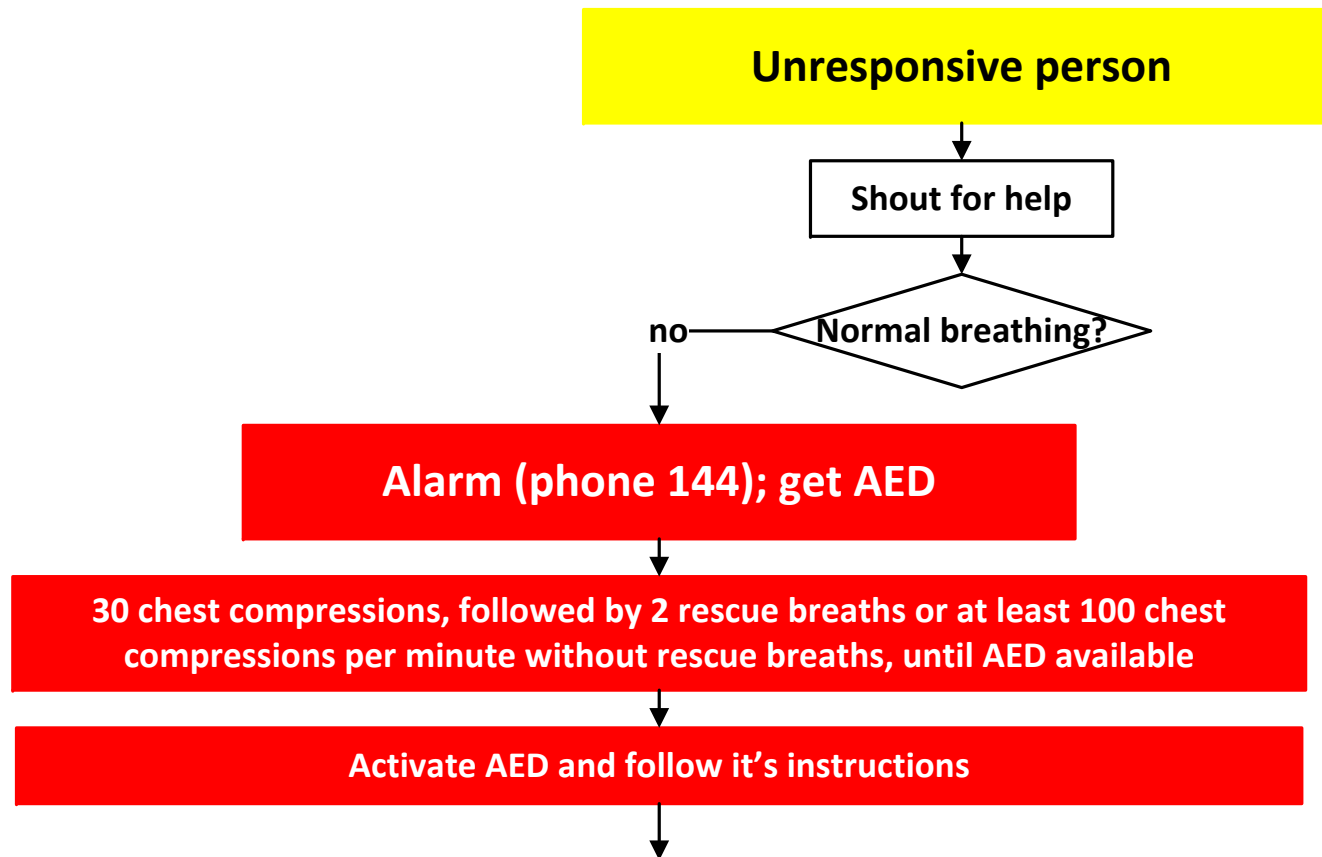 Unresponsive person
Shout for help
Normal breathing?
no
Alarm (phone 144); get AED
30 chest compressions, followed by 2 rescue breaths or at least 100 chest
compressions per minute without rescue breaths, until AED available
Activate AED and follow it’s instructions